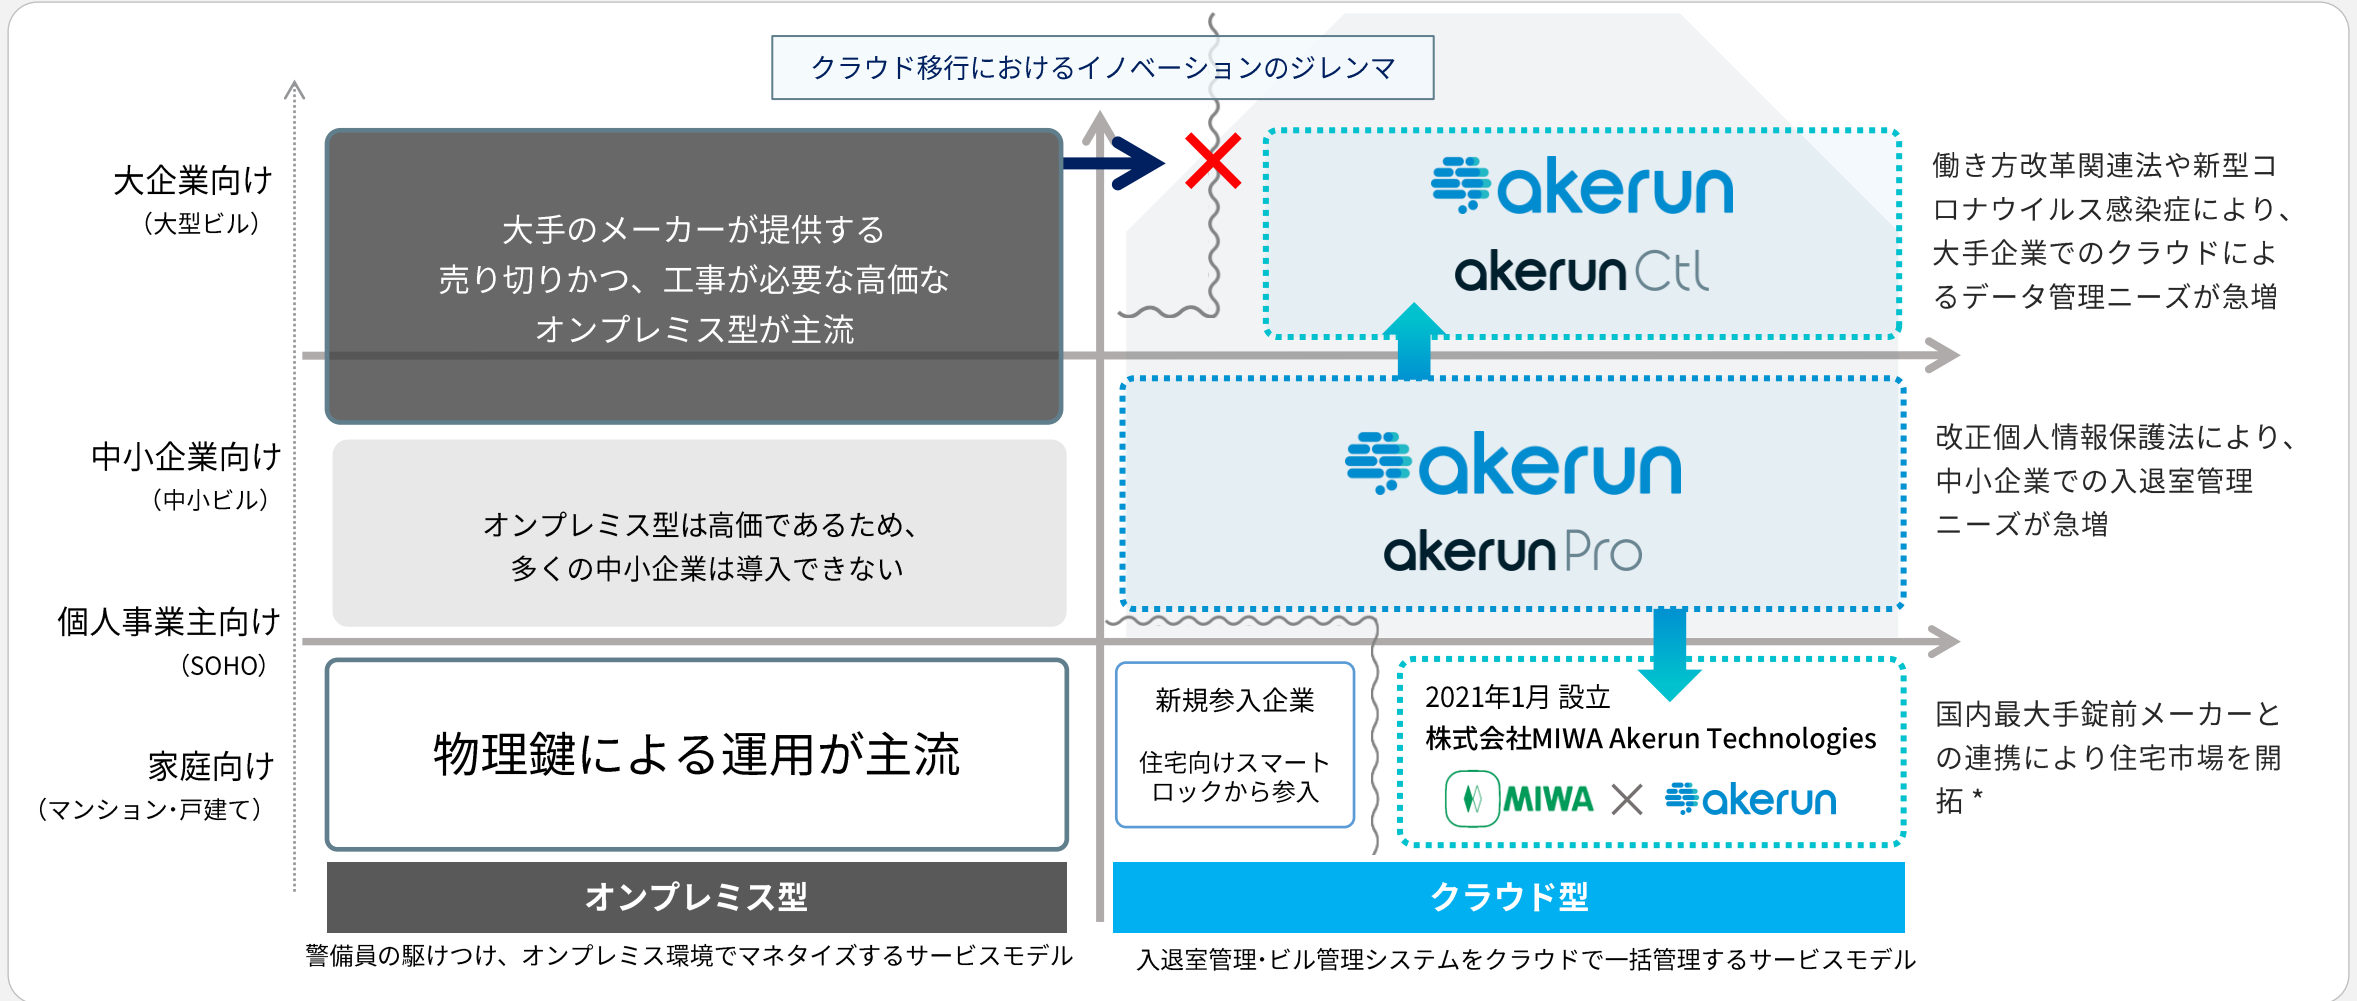 クラウド移行におけるイノベーションのジレンマ
大企業向け
（大型ビル）
大手のメーカーが提供する
売り切りかつ、工事が必要な高価な
オンプレミス型が主流
akerun
akerun Ctl
働き方改革関連法や新型コ
ロナウイルス感染症により、
大手企業でのクラウドによ
るデータ管理ニーズが急増
中小企業向け
（中小ビル）
オンプレミス型は高価であるため、
多くの中小企業は導入できない
akerun
akerun Pro
改正個人情報保護法により、
中小企業での入退室管理
ニーズが急増
個人事業主向け
（SOHO）
家庭向け
（マンション・戸建て）
物理鍵による運用が主流
新規参入企業
住宅向けスマート
ロックから参入
2021年1月 設立
株式会社MIWA Akerun Technologies
MIWA × akerun
国内最大手錠前メーカーと
の連携により住宅市場を開
拓 *
オンプレミス型
クラウド型
警備員の駆けつけ、オンプレミス環境でマネタイズするサービスモデル
入退室管理・ビル管理システムをクラウドで一括管理するサービスモデル